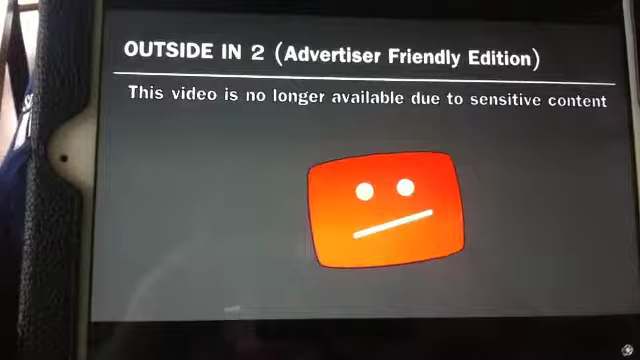 OUTSIDE IN 2 (Advertiser Friendly Edition)
This video is no longer available due to sensitive content